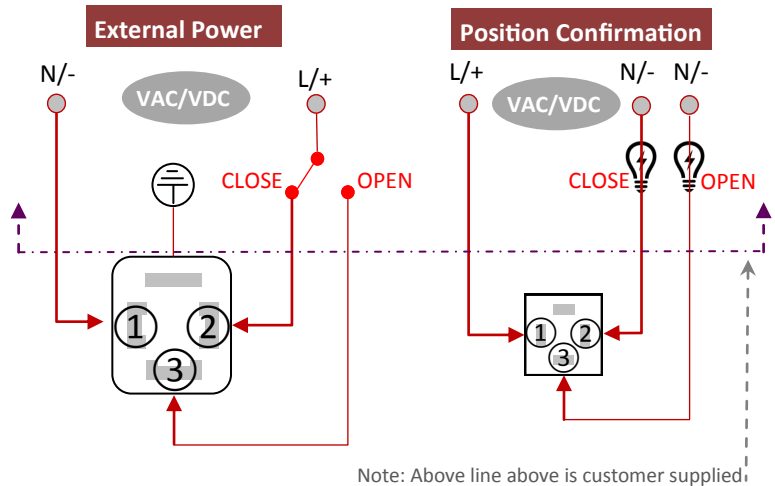 External Power
Position Confirmation
N/-
VAC/VDC
L/+
L/+
VAC/VDC
N/-
N/-
CLOSE
OPEN
CLOSE
OPEN
1
2
3
1
2
3
Note: Above line above is customer supplied